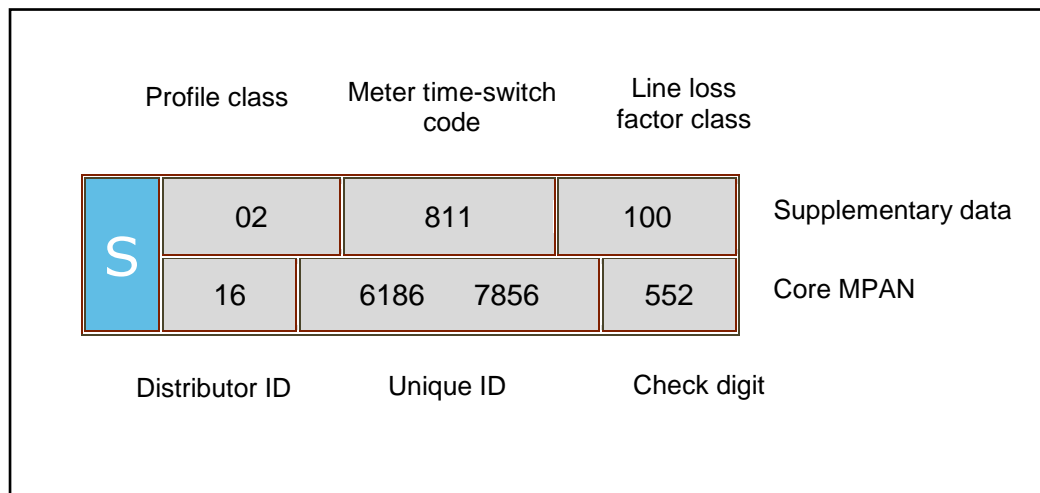 Profile class
Meter time-switch
code
Line loss
factor class
S
02
811
100
Supplementary data
16
6186 7856
552
Core MPAN
Distributor ID
Unique ID
Check digit